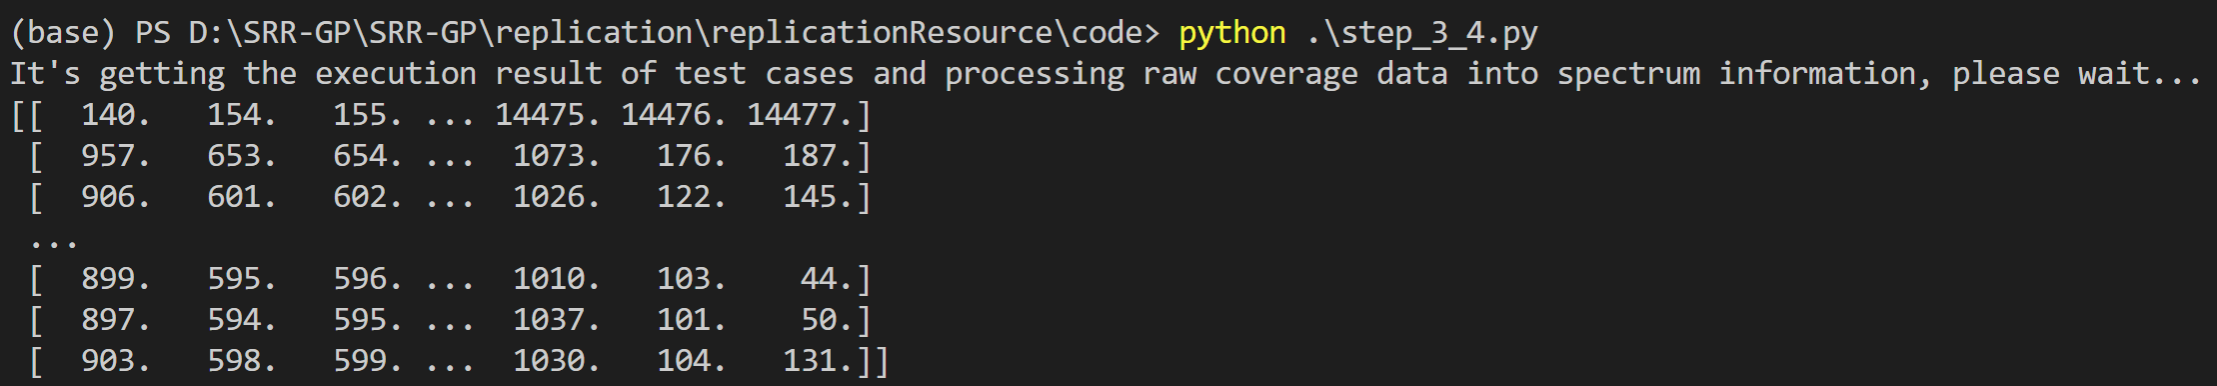 (base) PS D:\SRR-GP\SRR-GP\replication\replicationResource\code> python .\step_3_4.py
It's getting the execution result of test cases and processing raw coverage data into spectrum information, please wait...
[[  140.   154.   155. ... 14475. 14476. 14477.]
 [  957.   653.   654. ...  1073.   176.   187.]
 [  906.   601.   602. ...  1026.   122.   145.]
 ...
 [  899.   595.   596. ...  1010.   103.    44.]
 [  897.   594.   595. ...  1037.   101.    50.]
 [  903.   598.   599. ...  1030.   104.   131.]]